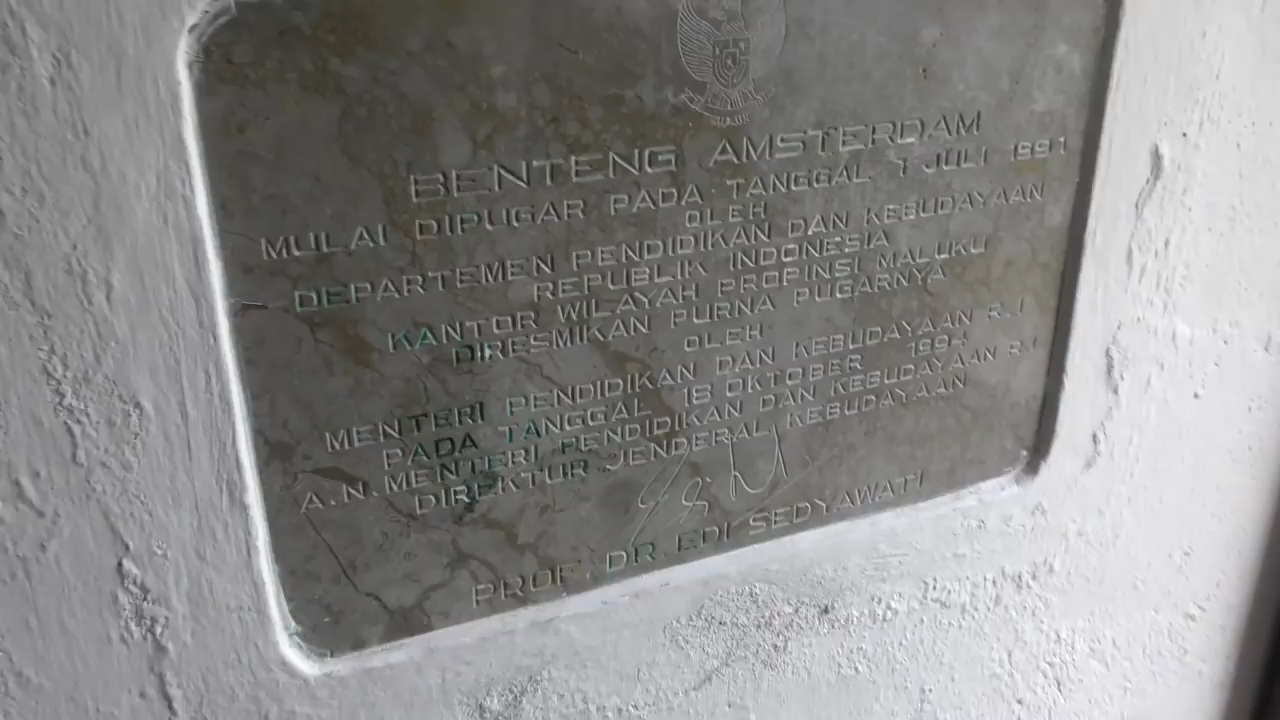 BENTENG AMSTERDAM
MULAI DIPUGAR PADA TANGGAL 1 JULI 1991
OLEH
DEPARTEMEN PENDIDIKAN DAN KEBUDAYAAN
REPUBLIK INDONESIA
KANTOR WILAYAH PROPINSI MALUKU
DIRESMIKAN PURNA PUGARNYA
OLEH
MENTERI PENDIDIKAN DAN KEBUDAYAAN R.I
PADA TANGGAL 18 OKTOBER 1994
A.N. MENTERI PENDIDIKAN DAN KEBUDAYAAN R.I
DIREKTUR JENDERAL KEBUDAYAAN
PROF. DR. EDI SEDYAWATI